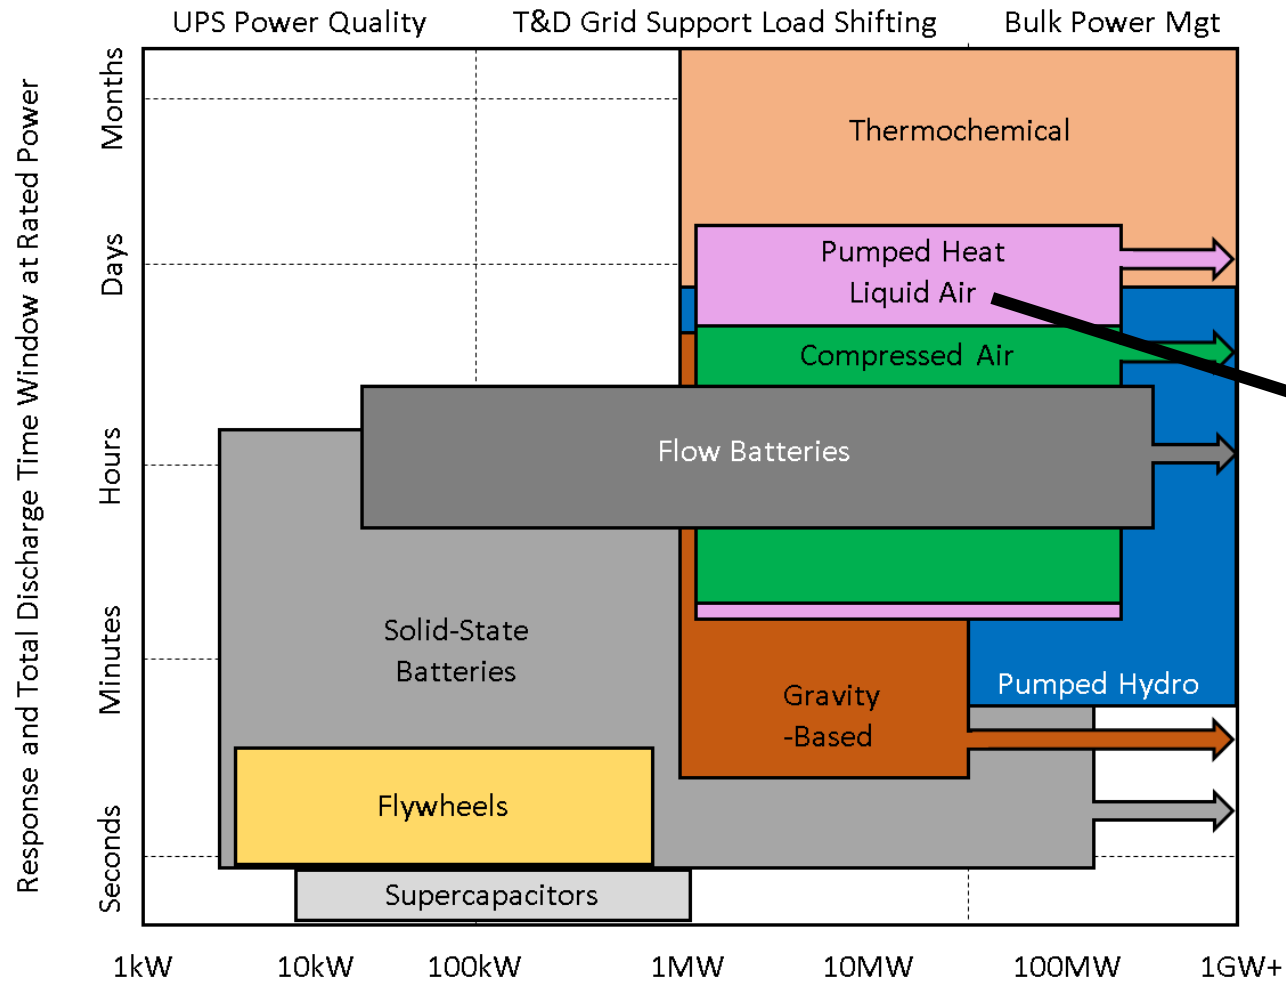 UPS Power Quality
T&D Grid Support Load Shifting
Bulk Power Mgt
Response and Total Discharge Time Window at Rated Power
Months
Days
Hours
Minutes
Seconds
Thermochemical
Pumped Heat
Liquid Air
Compressed Air
Flow Batteries
Solid-State
Batteries
Gravity
-Based
Pumped Hydro
Flywheels
Supercapacitors
1kW
10kW
100kW
1MW
10MW
100MW
1GW+